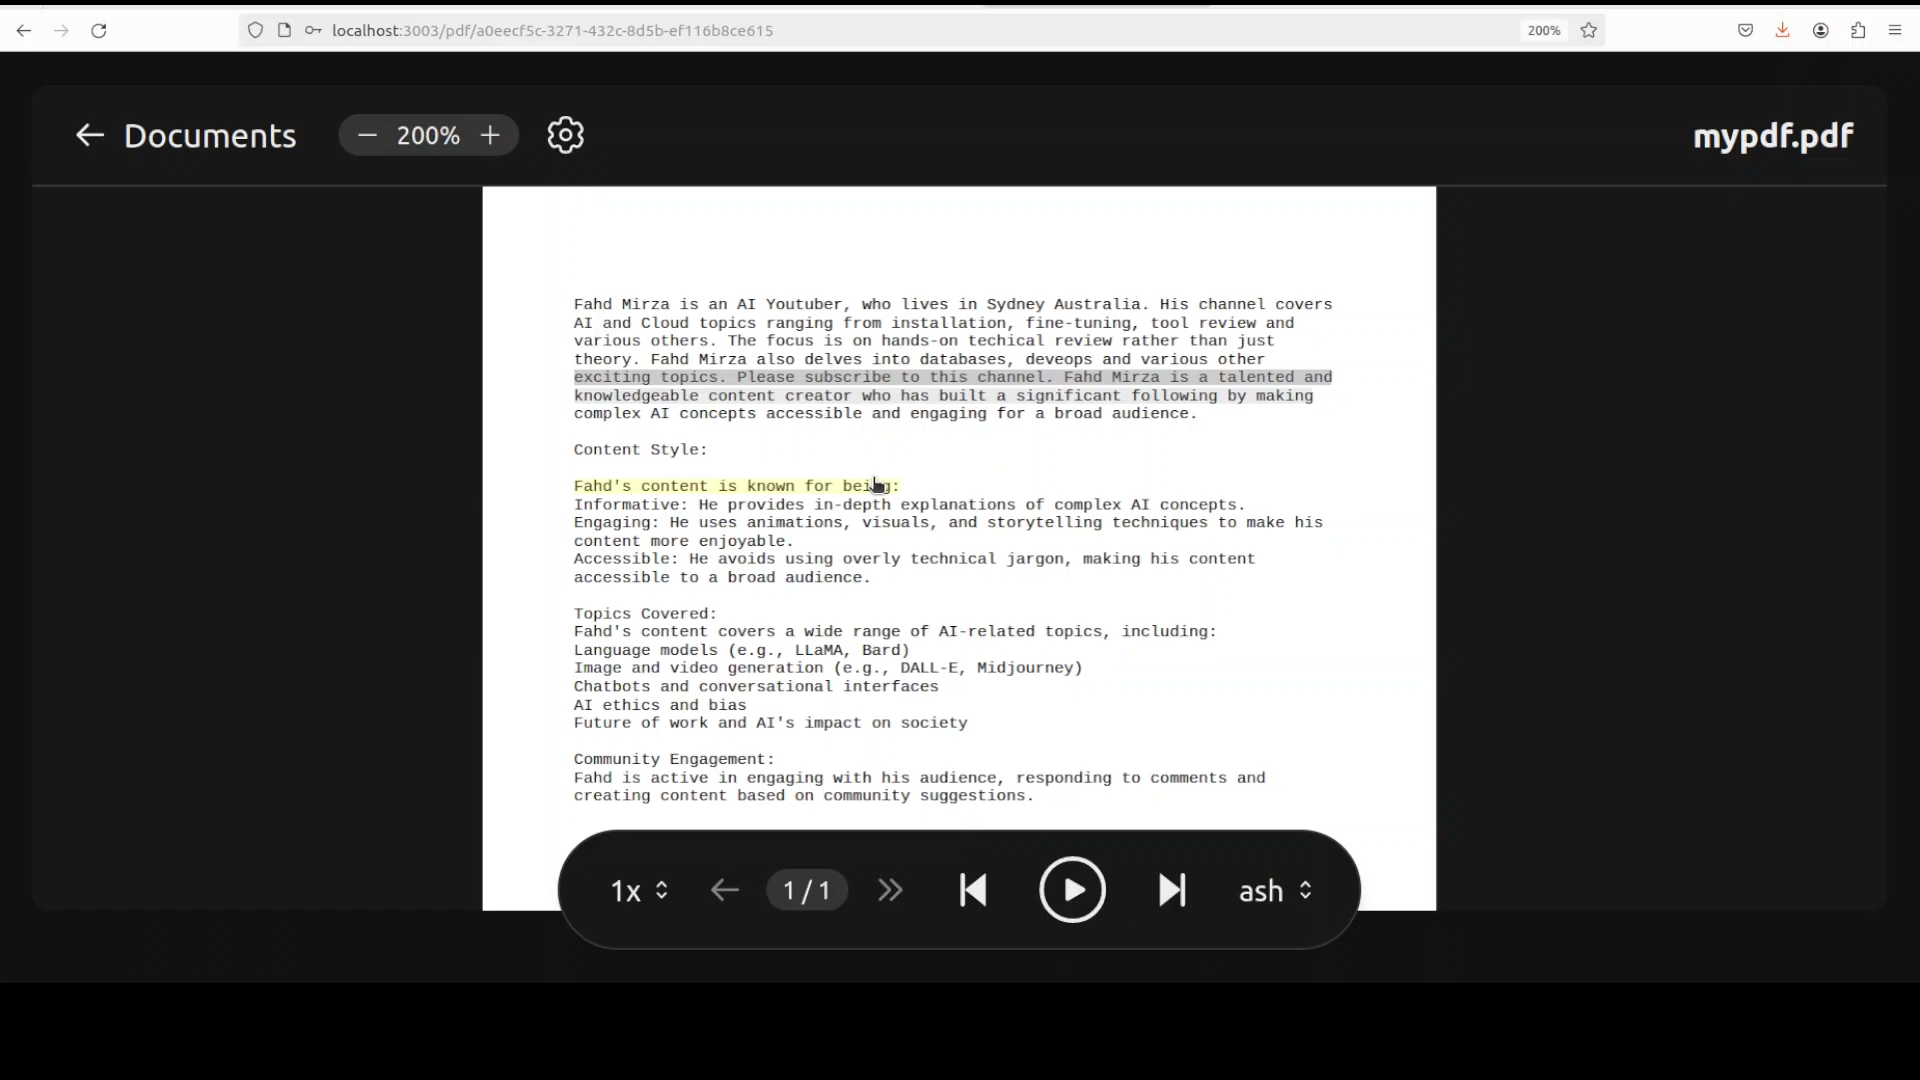 localhost:3003/pdf/a0eecf5c-3271-432c-8d5b-ef116b8ce615
200%
Documents
200%
mypdf.pdf
Fahd Mirza is an AI Youtuber, who lives in Sydney Australia. His channel covers
AI and Cloud topics ranging from installation, fine-tuning, tool review and
various others. The focus is on hands-on techical review rather than just
theory. Fahd Mirza also delves into databases, deveops and various other
exciting topics. Please subscribe to this channel. Fahd Mirza is a talented and
knowledgeable content creator who has built a significant following by making
complex AI concepts accessible and engaging for a broad audience.
Content Style:
Fahd's content is known for being:
Informative: He provides in-depth explanations of complex AI concepts.
Engaging: He uses animations, visuals, and storytelling techniques to make his
content more enjoyable.
Accessible: He avoids using overly technical jargon, making his content
accessible to a broad audience.
Topics Covered:
Fahd's content covers a wide range of AI-related topics, including:
Language models (e.g., LLaMA, Bard)
Image and video generation (e.g., DALL-E, Midjourney)
Chatbots and conversational interfaces
AI ethics and bias
Future of work and AI's impact on society
Community Engagement:
Fahd is active in engaging with his audience, responding to comments and
creating content based on community suggestions.
1x
1 / 1
ash